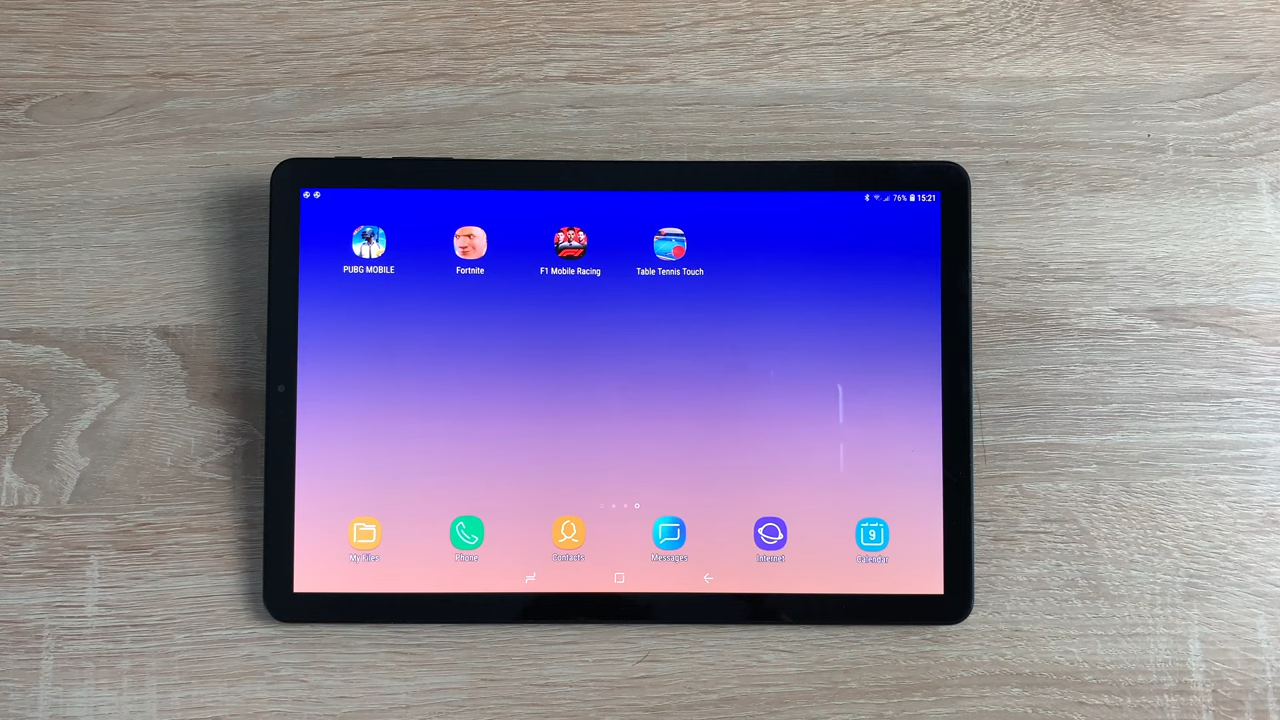 76% 15:21
PUBG MOBILE
Fortnite
F1 Mobile Racing
Table Tennis Touch
My Files
Phone
Contacts
Messages
9
Internet
Calendar